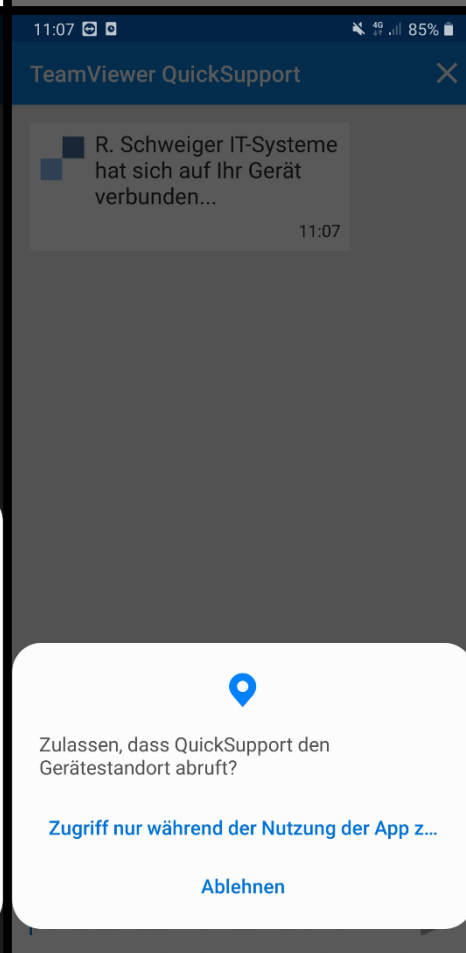 11:07
4G
85%
TeamViewer QuickSupport
R. Schweiger IT-Systeme
hat sich auf Ihr Gerät
verbunden...
11:07
Zulassen, dass QuickSupport den
Gerätestandort abruft?
Zugriff nur während der Nutzung der App z...
Ablehnen